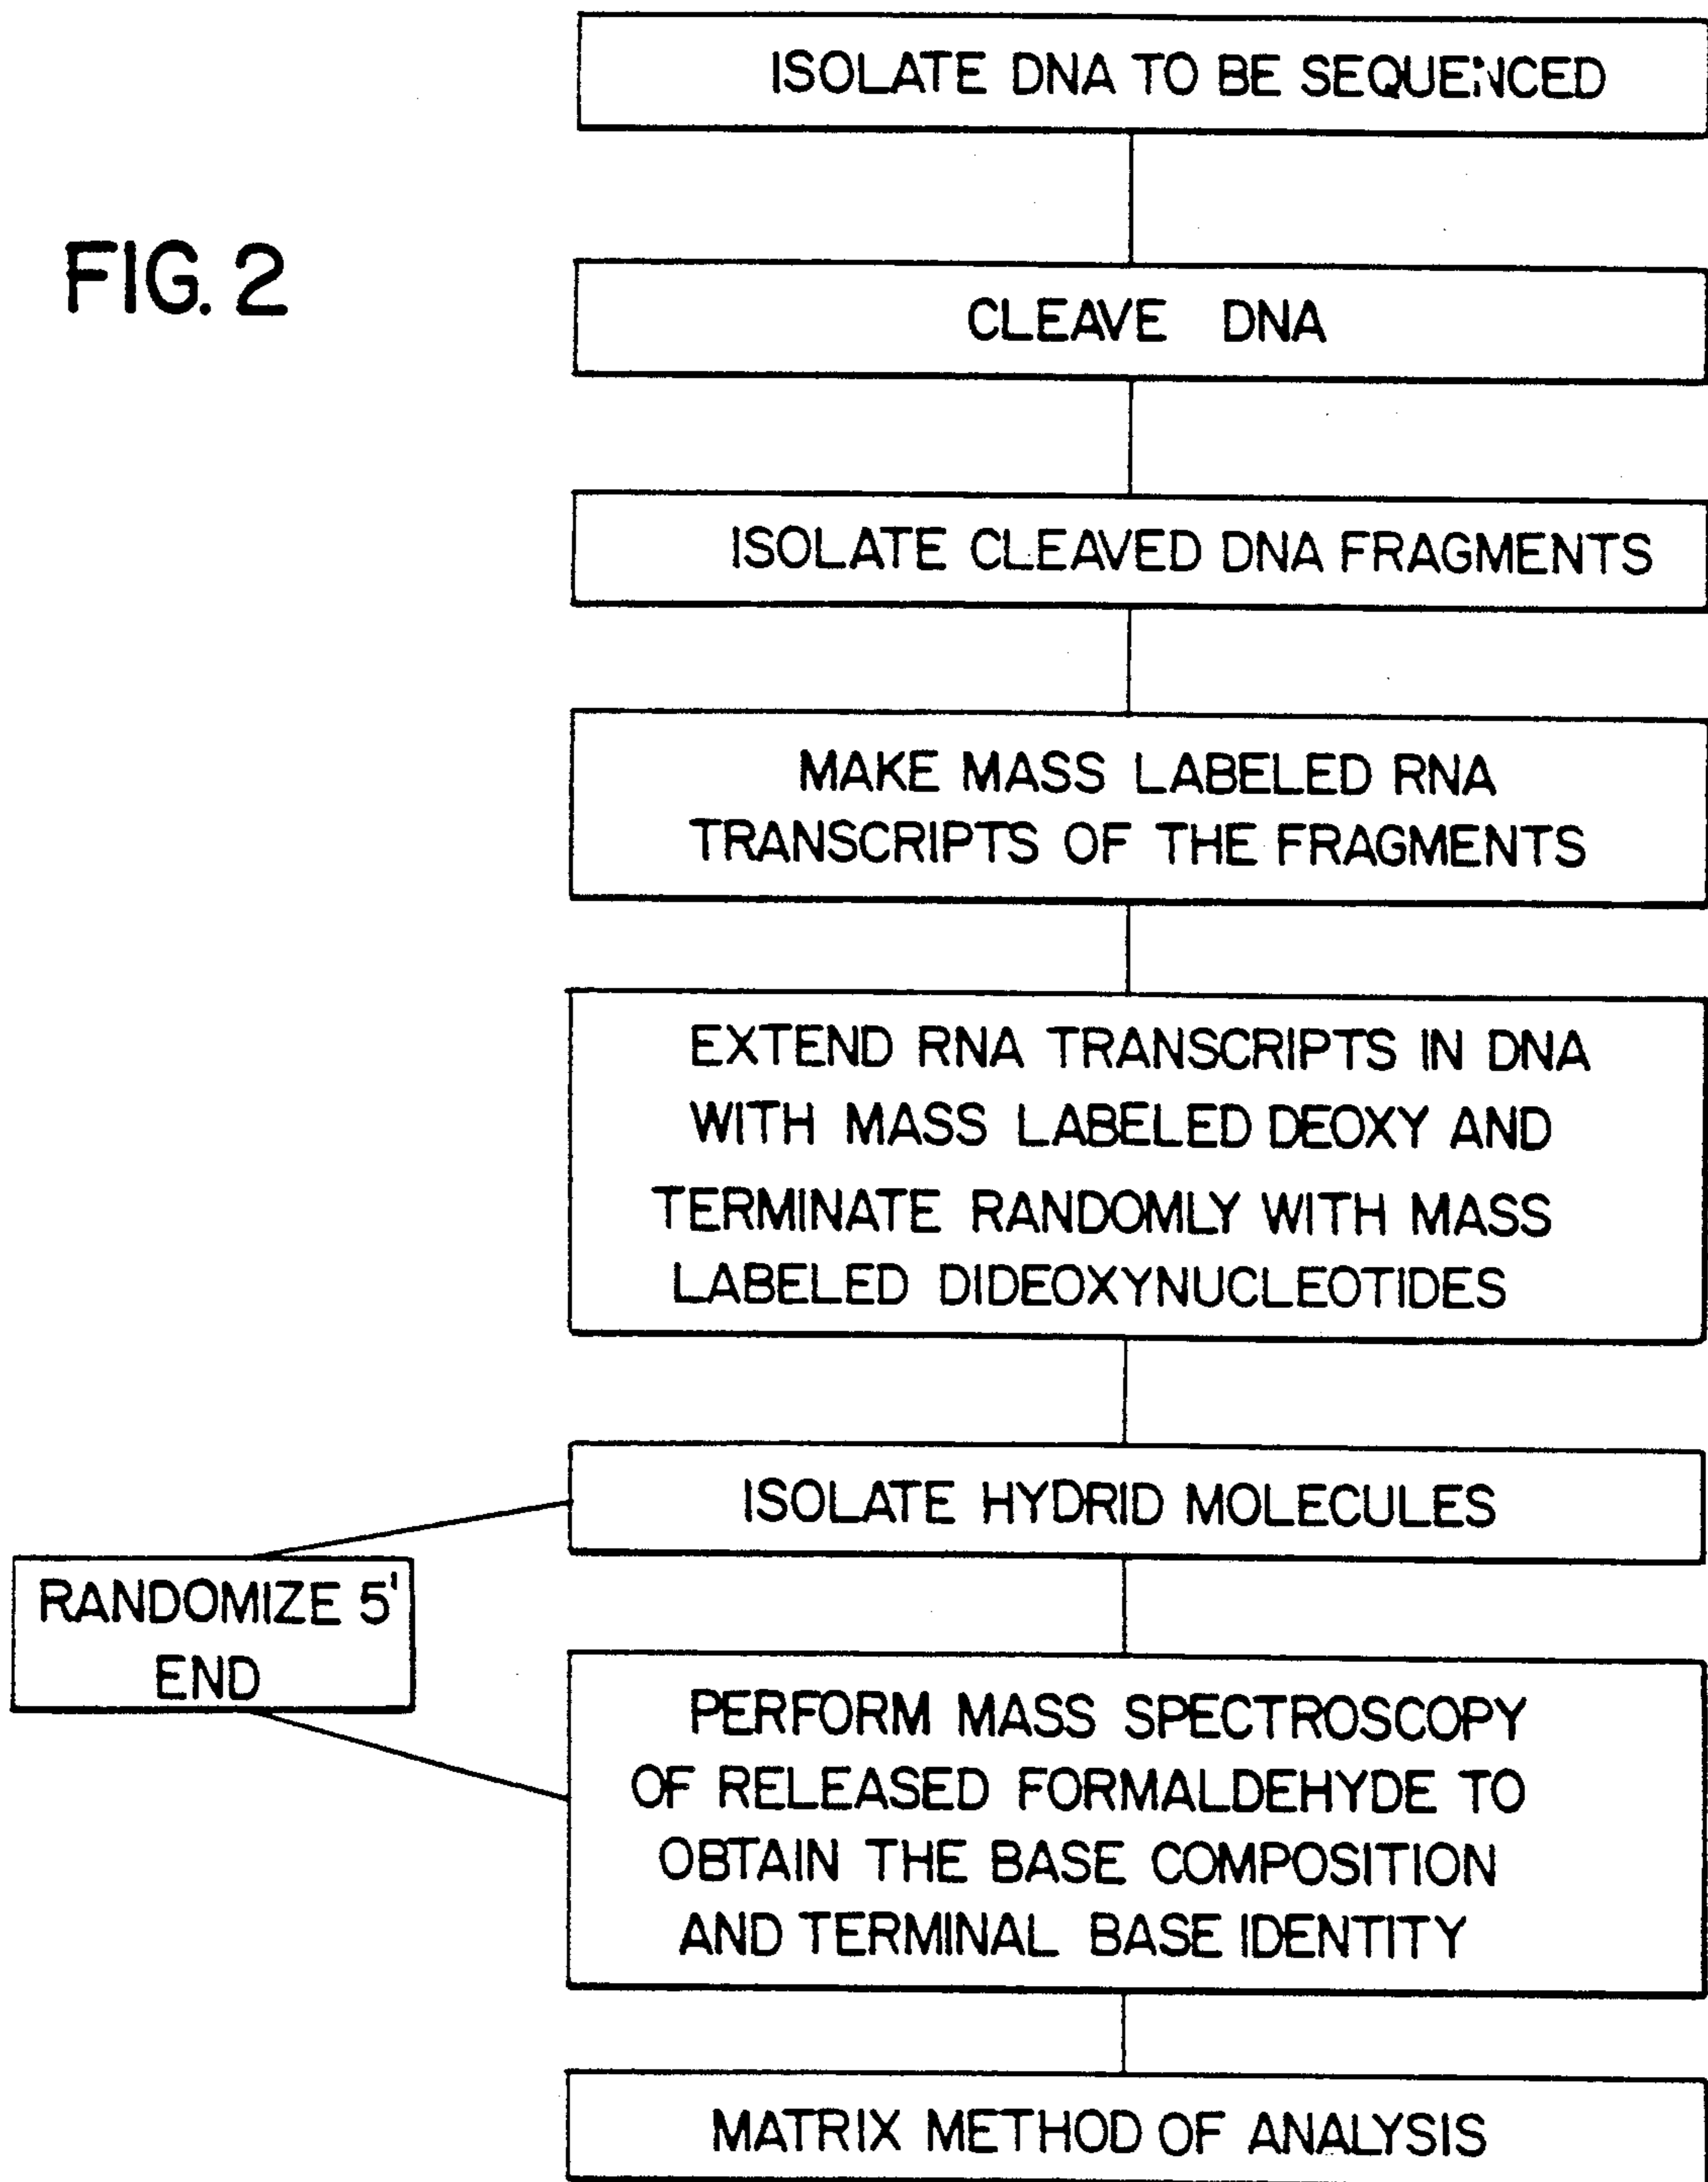 ISOLATE DNA TO BE SEQUENCED
FIG. 2
CLEAVE DNA
ISOLATE CLEAVED DNA FRAGMENTS
MAKE MASS LABELED RNA
TRANSCRIPTS OF THE FRAGMENTS
EXTEND RNA TRANSCRIPTS IN DNA
WITH MASS LABELED DEOXY AND
TERMINATE RANDOMLY WITH MASS
LABELED DIDEOXYNUCLEOTIDES
ISOLATE HYDRID MOLECULES
RANDOMIZE 5'
END
PERFORM MASS SPECTROSCOPY
OF RELEASED FORMALDEHYDE TO
OBTAIN THE BASE COMPOSITION
AND TERMINAL BASE IDENTITY
MATRIX METHOD OF ANALYSIS